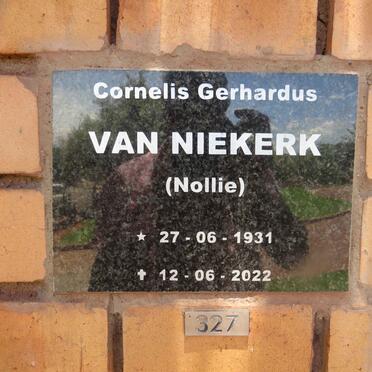 Cornelis Gerhardus
VAN NIEKERK
(Nollie)
★ 27 - 06 - 1931
✝ 12 - 06 - 2022
327